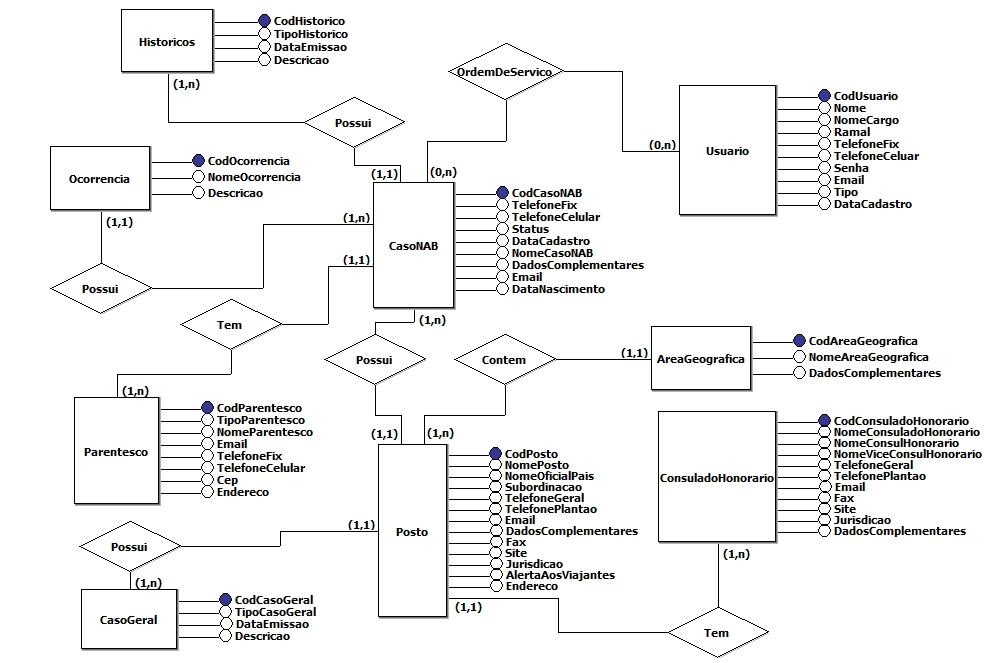 Historicos
CodHistorico
TipoHistorico
DataEmissao
Descricao
(1,n)
Possui
(1,1)
OrdemDeServico
(0,n)
(0,n)
Usuario
CodUsuario
Nome
NomeCargo
Ramal
TelefoneFix
TelefoneCeluar
Senha
Email
Tipo
DataCadastro
Ocorrencia
CodOcorrencia
NomeOcorrencia
Descricao
(1,1)
Possui
(1,n)
CasoNAB
CodCasoNAB
TelefoneFix
TelefoneCelular
Status
DataCadastro
NomeCasoNAB
DadosComplementares
Email
DataNascimento
(1,1)
Tem
(1,n)
(1,n)
Possui
(1,1)
Contem
(1,1)
(1,n)
AreaGeografica
CodAreaGeografica
NomeAreaGeografica
DadosComplementares
Parentesco
CodParentesco
TipoParentesco
NomeParentesco
Email
TelefoneFix
TelefoneCelular
Cep
Endereco
Posto
CodPosto
NomePosto
NomeOficialPais
Subordinacao
TelefoneGeral
TelefonePlantao
Email
DadosComplementares
Fax
Site
Jurisdicao
AlertaAosViajantes
Endereco
ConsuladoHonorario
CodConsuladoHonorario
NomeConsuladoHonorario
NomeConsulHonorario
NomeViceConsulHonorario
TelefoneGeral
TelefonePlantao
Email
Fax
Site
Jurisdicao
DadosComplementares
(1,n)
Tem
(1,1)
(1,1)
Possui
(1,n)
CasoGeral
CodCasoGeral
TipoCasoGeral
DataEmissao
Descricao